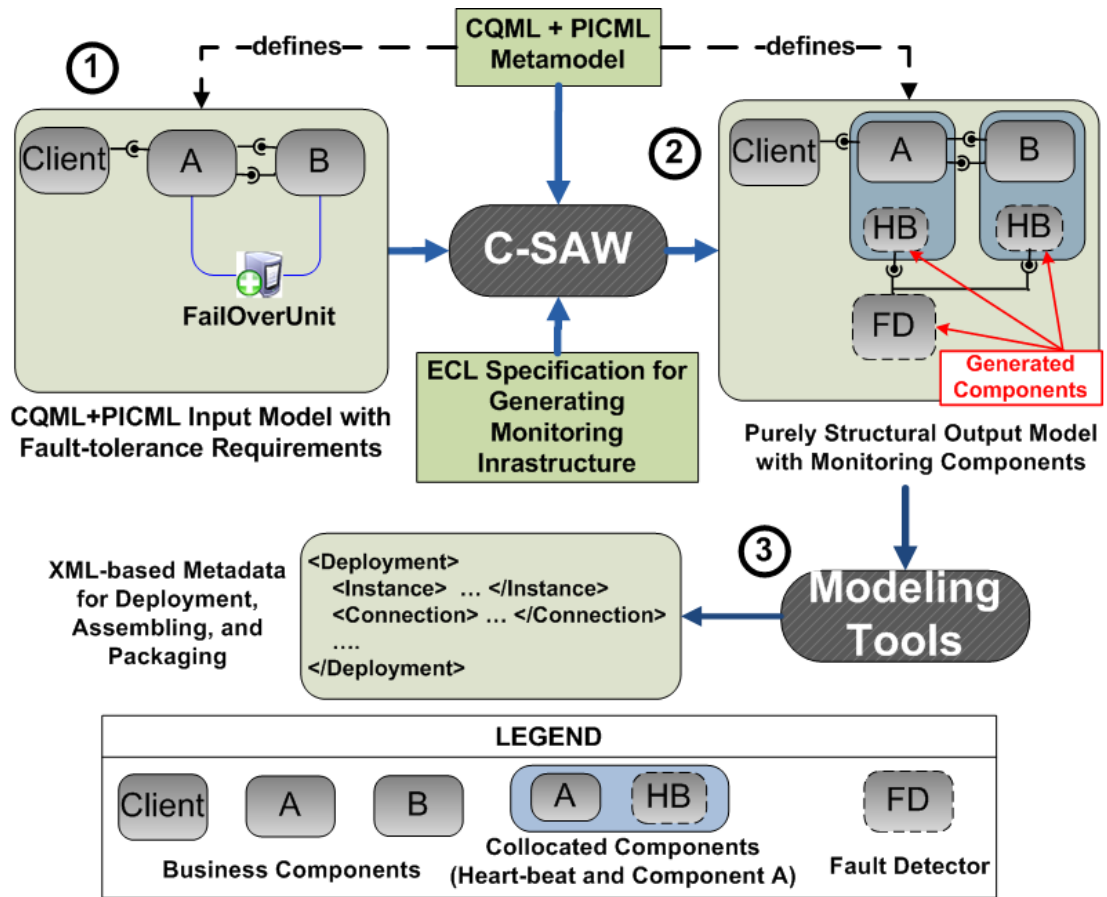 CQML + PICML
Metamodel
defines
defines
1
Client
A
B
FailOverUnit
CQML+PICML Input Model with
Fault-tolerance Requirements
C-SAW
ECL Specification for
Generating
Monitoring
Inrastructure
2
Client
A
B
HB
HB
FD
Generated
Components
Purely Structural Output Model
with Monitoring Components
3
Modeling
Tools
XML-based Metadata
for Deployment,
Assembling, and
Packaging
<Deployment>
<Instance> ... </Instance>
<Connection> ... </Connection>
....
</Deployment>
LEGEND
Client
A
B
A
HB
FD
Business Components
Collocated Components
(Heart-beat and Component A)
Fault Detector